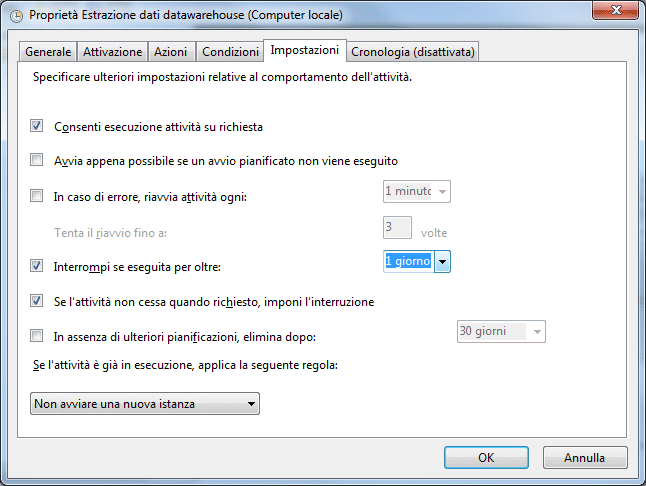 Proprietà Estrazione dati datawarehouse (Computer locale)
Generale Attivazione Azioni Condizioni Impostazioni Cronologia (disattivata)
Specificare ulteriori impostazioni relative al comportamento dell'attività.
Consenti esecuzione attività su richiesta
Avvia appena possibile se un avvio pianificato non viene eseguito
In caso di errore, riavvia attività ogni: 1 minuto
Tenta il riavvio fino a: 3 volte
Interrompi se eseguita per oltre: 1 giorno
Se l'attività non cessa quando richiesto, imponi l'interruzione
In assenza di ulteriori pianificazioni, elimina dopo: 30 giorni
Se l'attività è già in esecuzione, applica la seguente regola:
Non avviare una nuova istanza
OK Annulla